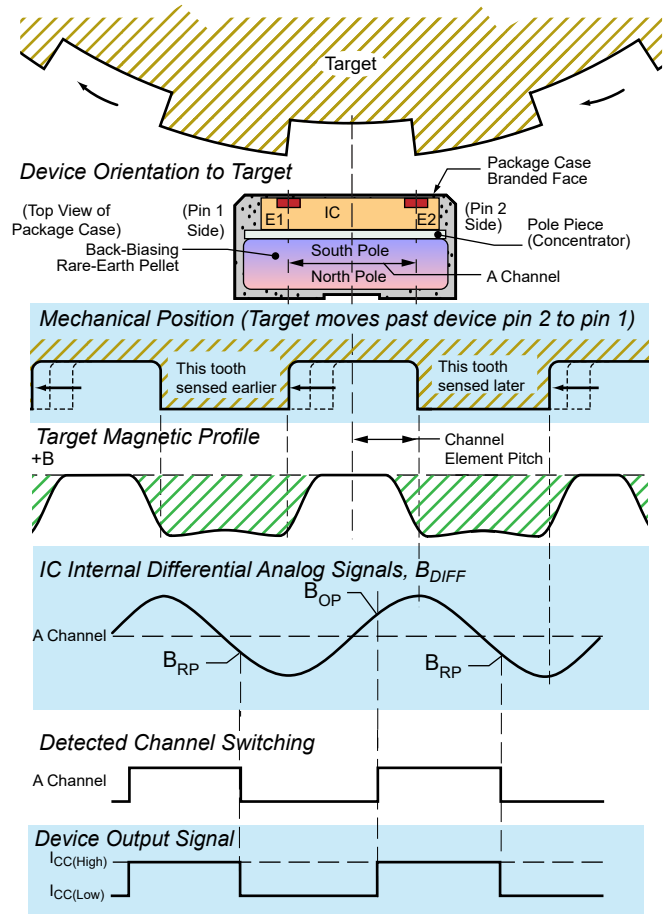 Target
Device Orientation to Target
(Top View of
Package Case)
(Pin 1
Side)
E1
IC
E2
(Pin 2
Side)
Package Case
Branded Face
Pole Piece
(Concentrator)
Back-Biasing
Rare-Earth Pellet
South Pole
North Pole
A Channel
Mechanical Position (Target moves past device pin 2 to pin 1)
This tooth
sensed earlier
This tooth
sensed later
Target Magnetic Profile
+B
Channel
Element Pitch
IC Internal Differential Analog Signals, BDIFF
BOP
A Channel
BRP
BRP
Detected Channel Switching
A Channel
Device Output Signal
ICC(High)
ICC(Low)